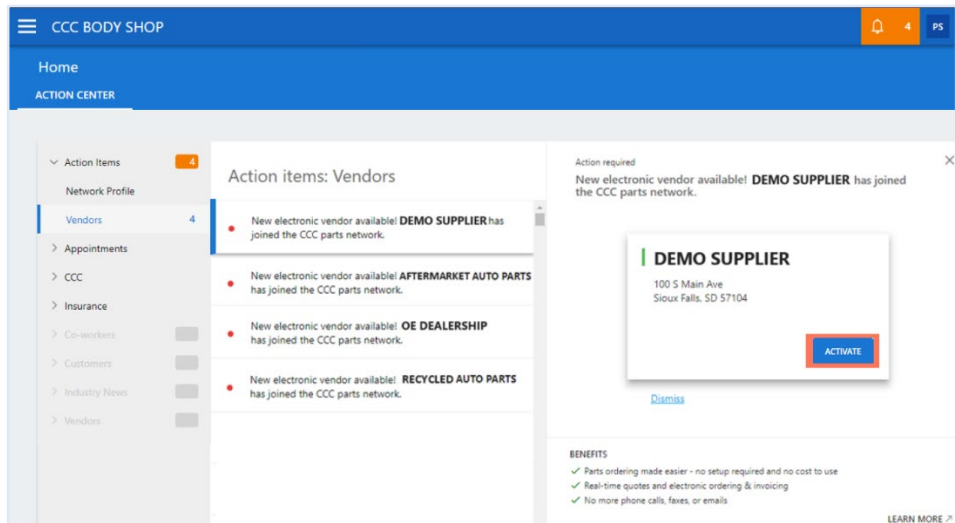 CCC BODY SHOP
4
PS
Home
ACTION CENTER
Action Items
4
Network Profile
Vendors
4
Appointments
CCC
Insurance
Co-workers
Customers
Industry News
Vendors
Action items: Vendors
New electronic vendor available! DEMO SUPPLIER has
joined the CCC parts network.
New electronic vendor available! AFTERMARKET AUTO PARTS
has joined the CCC parts network.
New electronic vendor available! OE DEALERSHIP
has joined the CCC parts network.
New electronic vendor available! RECYCLED AUTO PARTS
has joined the CCC parts network.
Action required
New electronic vendor available! DEMO SUPPLIER has joined
the CCC parts network.
DEMO SUPPLIER
100 S Main Ave
Sioux Falls, SD 57104
ACTIVATE
Dismiss
BENEFITS
Parts ordering made easier - no setup required and no cost to use
Real-time quotes and electronic ordering & invoicing
No more phone calls, faxes, or emails
LEARN MORE